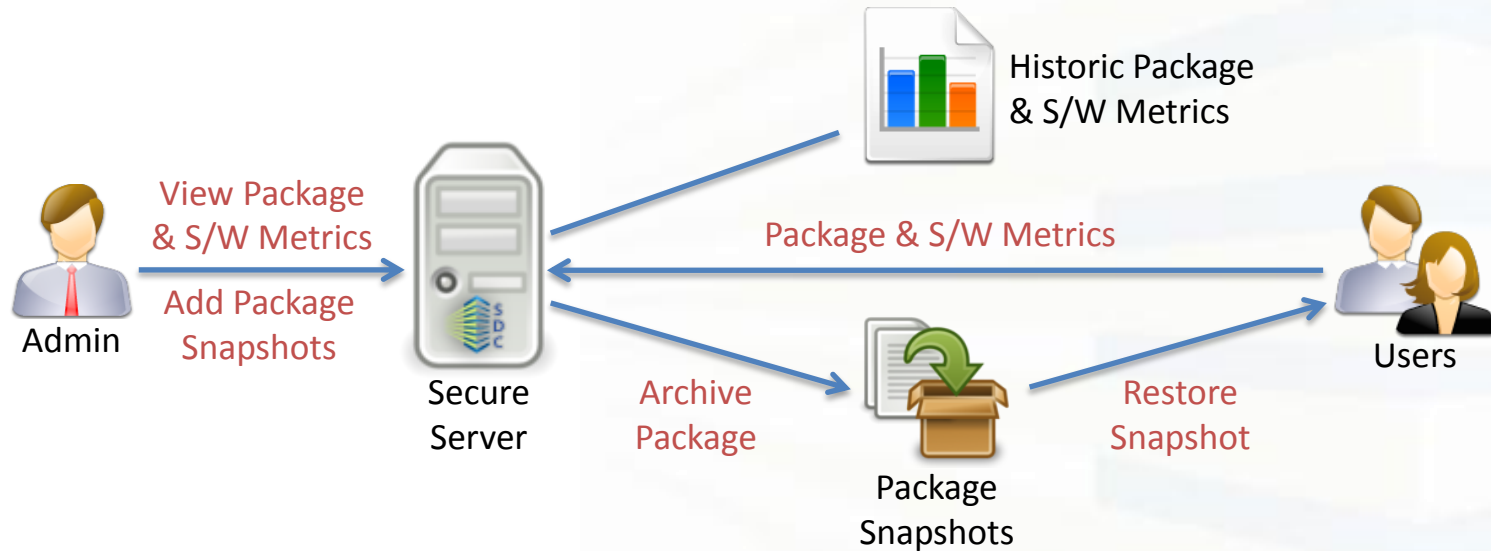 Historic Package
& S/W Metrics
View Package
& S/W Metrics
Add Package
Snapshots
Admin
S
D
C
Secure
Server
Package & S/W Metrics
Users
Archive
Package
Restore
Snapshot
Package
Snapshots